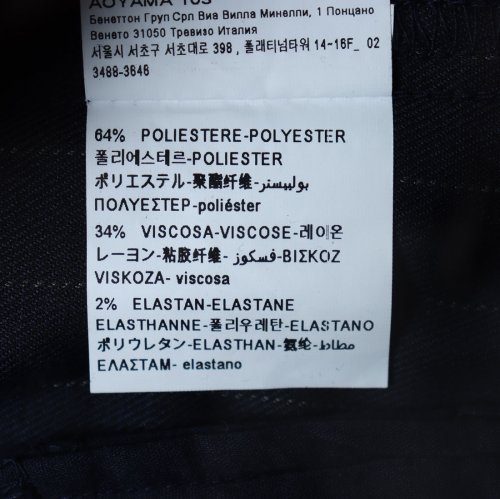 AOYAMA 103
Бенеттон Груп Срл Виа Вилла Минелли, 1 Понцано
Венето 31050 Тревизо Италия
서울시 서초구 서초대로 398, 플래티넘타워 14-16F_ 02
3488-3646
64% POLIESTERE-POLYESTER
폴리에스테르-POLIESTER
ポリエステル-聚酯纤维-بوليستر
ΠΟΛΥΕΣΤΕΡ-poliéster
34% VISCOSA-VISCOSE-레이온
レーヨン-粘胶纤维-فسكوز-ΒΙΣΚΟΖ
VISKOZA- viscosa
2% ELASTAN-ELASTANE
ELASTHANNE-폴리우레탄-ELASTANO
ポリウレタン-ELASTHAN-氨纶-مطاط
ΕΛΑΣΤΑΜ- elastano